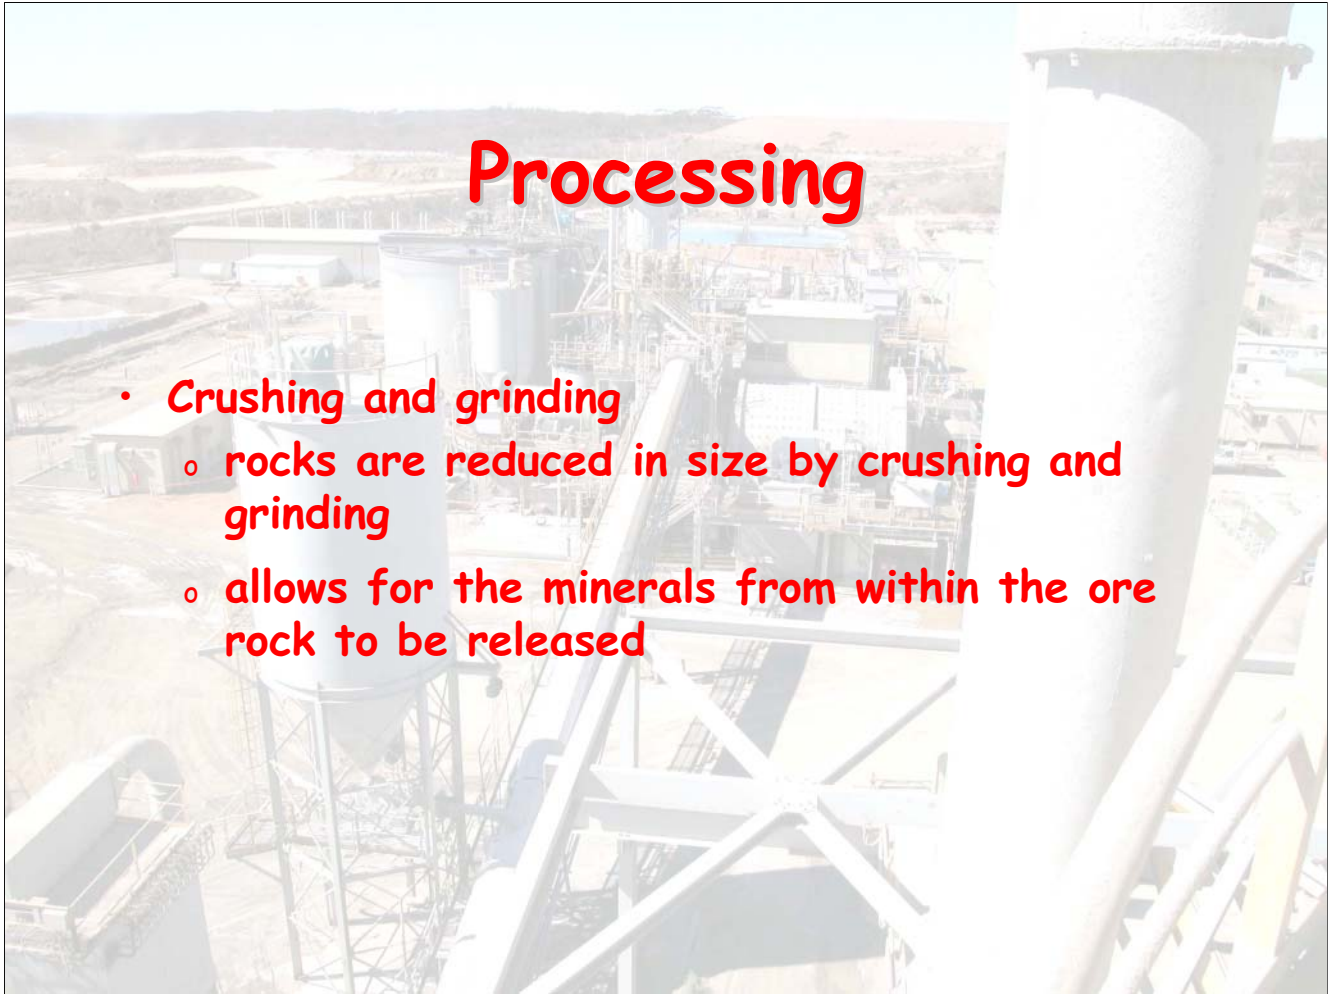 Processing
• Crushing and grinding
o rocks are reduced in size by crushing and
grinding
o allows for the minerals from within the ore
rock to be released